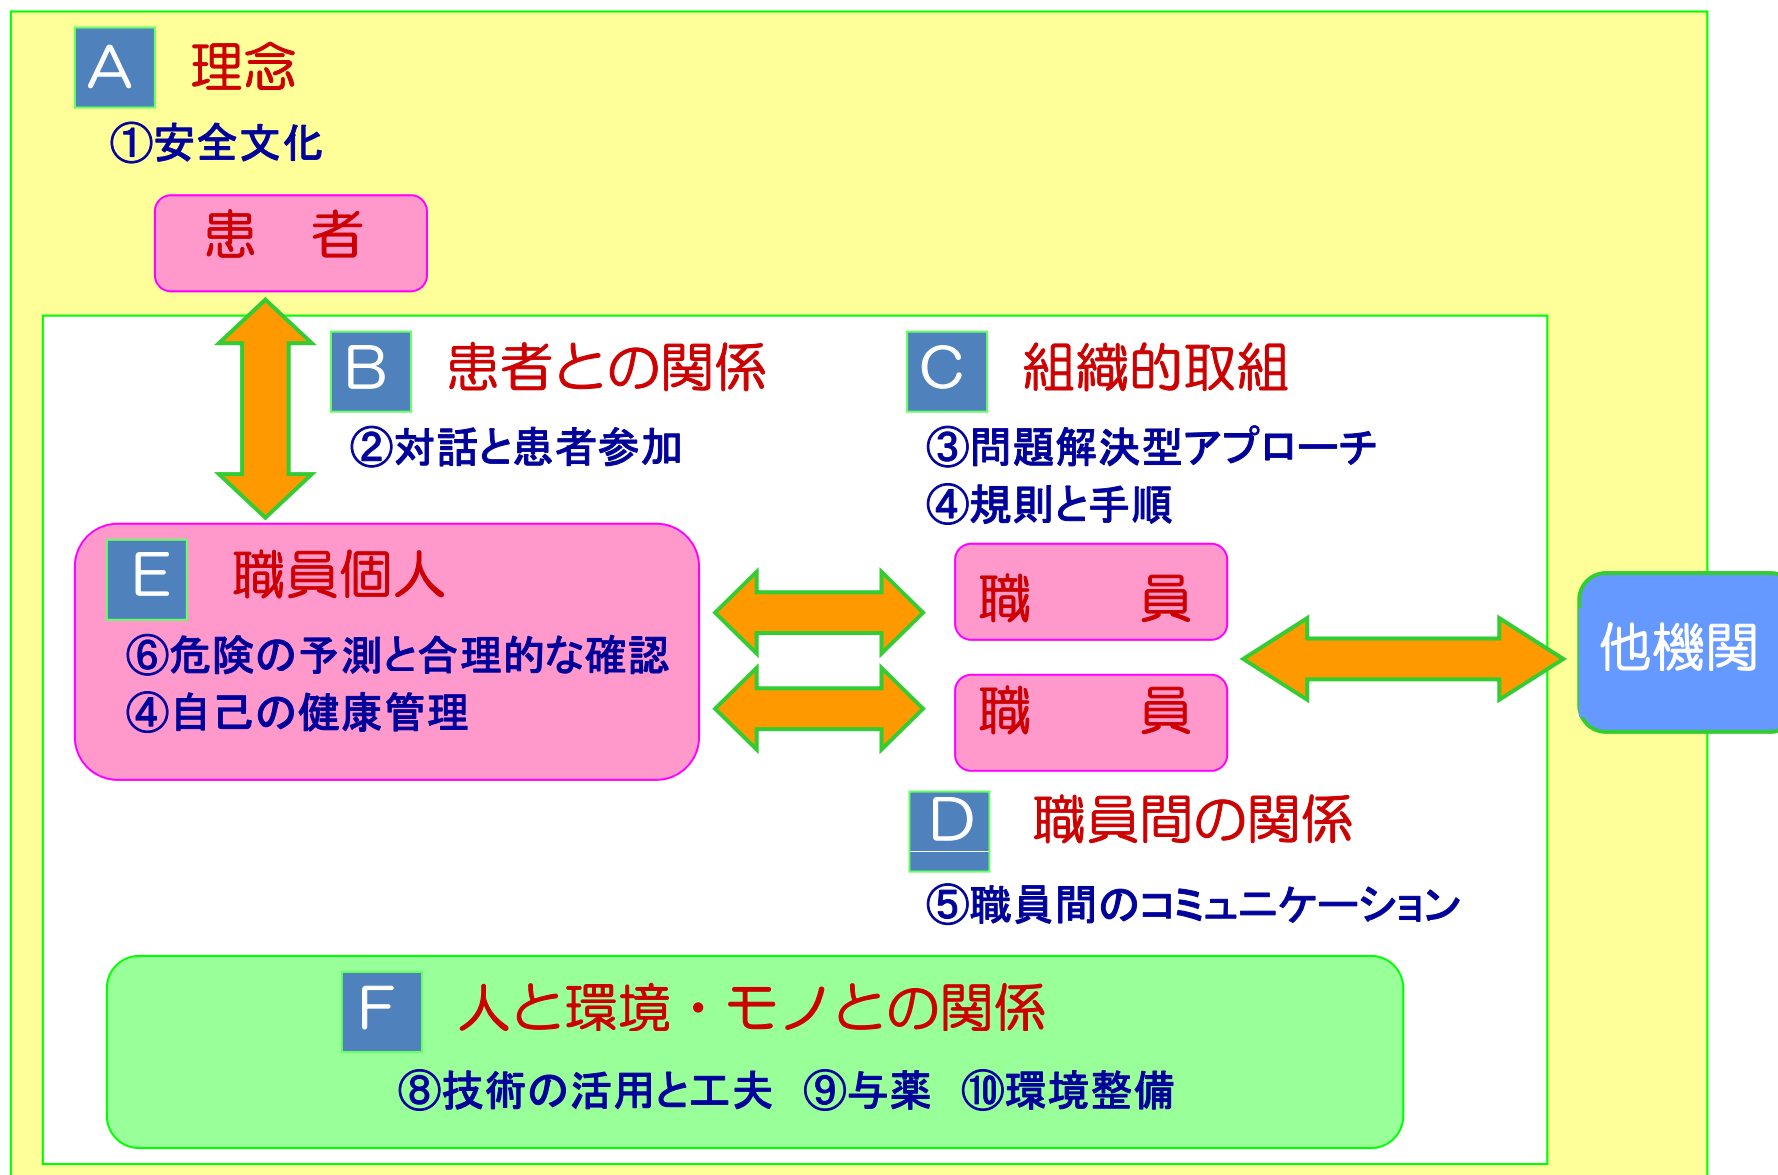 A 理念
①安全文化
患　者
B 患者との関係
②対話と患者参加
C 組織的取組
③問題解決型アプローチ
④規則と手順
E 職員個人
⑥危険の予測と合理的な確認
④自己の健康管理
職　員
職　員
他機関
D 職員間の関係
⑤職員間のコミュニケーション
F 人と環境・モノとの関係
⑧技術の活用と工夫　⑨与薬　⑩環境整備